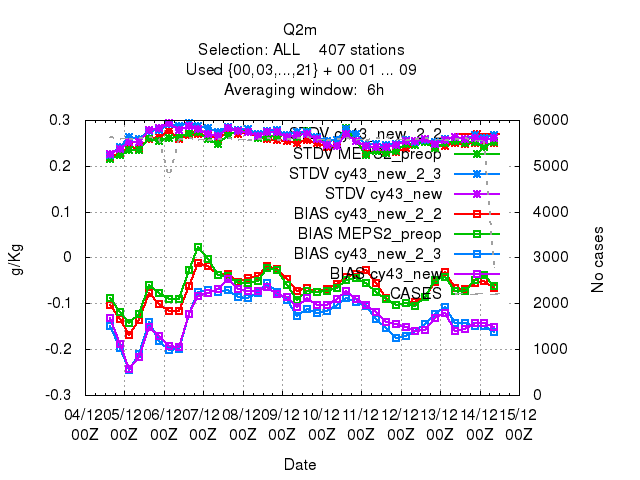 Q2m
Selection: ALL 407 stations
Used {00,03,...,21} + 00 01 ... 09
Averaging window: 6h
0.3
0.2
0.1
0
-0.1
-0.2
-0.3
g/Kg
6000
5000
4000
3000
2000
1000
0
No cases
STDV cy43_new_2_2
STDV MEPS2_preop
STDV cy43_new_2_3
STDV cy43_new
BIAS cy43_new_2_2
BIAS MEPS2_preop
BIAS cy43_new_2_3
BIAS cy43_new
CASES
04/12 05/12 06/12 07/12 08/12 09/12 10/12 11/12 12/12 13/12 14/12 15/12
00Z 00Z 00Z 00Z 00Z 00Z 00Z 00Z 00Z 00Z 00Z 00Z
Date